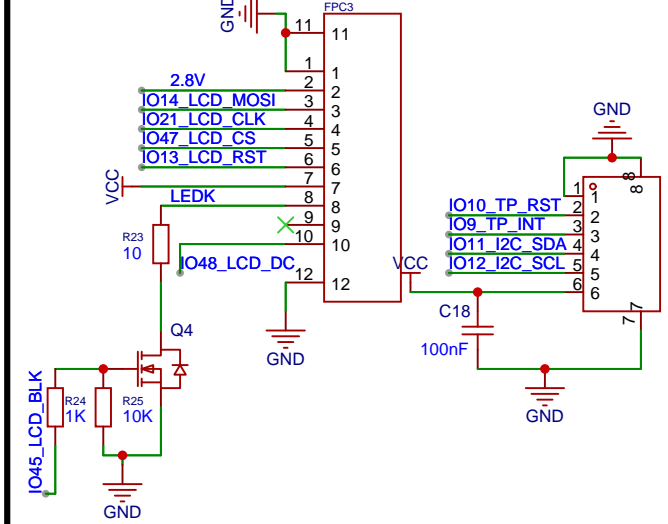 FPC3
GND
11 11
1 1
2.8V 2 2
IO14_LCD_MOSI 3 3
IO21_LCD_CLK 4 4
IO47_LCD_CS 5 5
IO13_LCD_RST 6 6
VCC 7 7
LEDK 8 8
9 9
10 10
IO48_LCD_DC
12 12
GND
R23
10
Q4
R24
1K
R25
10K
IO45_LCD_BLK
GND
GND
8 8
1 1
IO10_TP_RST 2 2
IO9_TP_INT 3 3
IO11_I2C_SDA 4 4
IO12_I2C_SCL 5 5
VCC 6 6
7 7
C18
100nF
GND